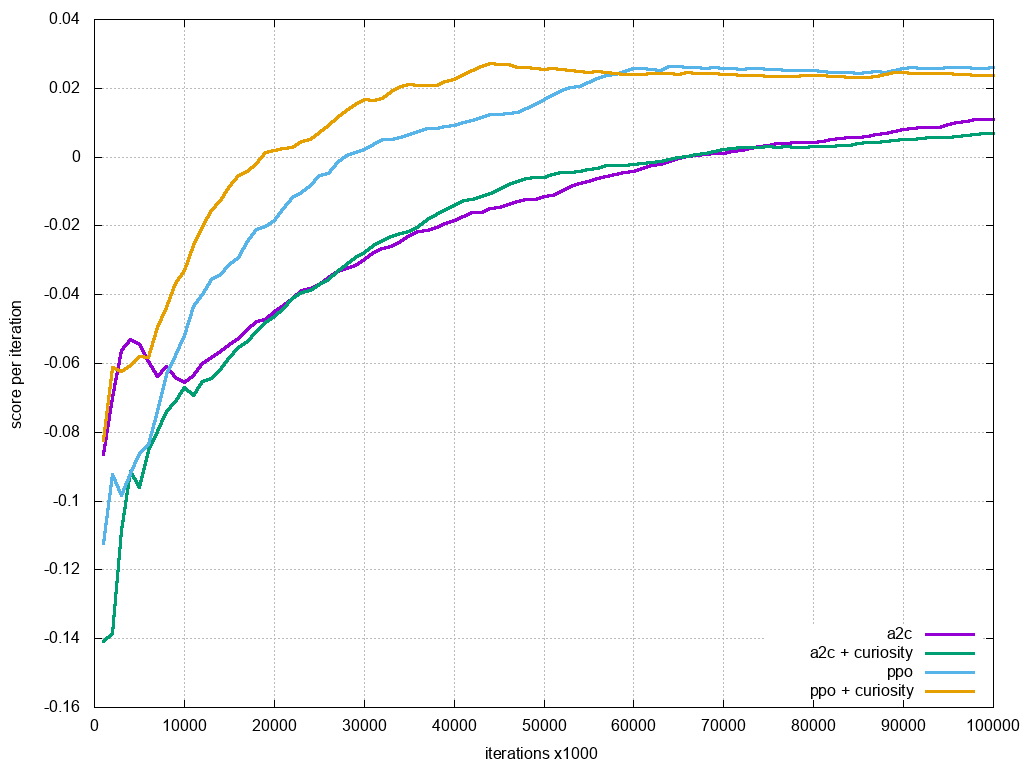 0.04
0.02
0
-0.02
-0.04
-0.06
-0.08
-0.1
-0.12
-0.14
-0.16
score per iteration
a2c
a2c + curiosity
ppo
ppo + curiosity
0 10000 20000 30000 40000 50000 60000 70000 80000 90000 100000
iterations x1000